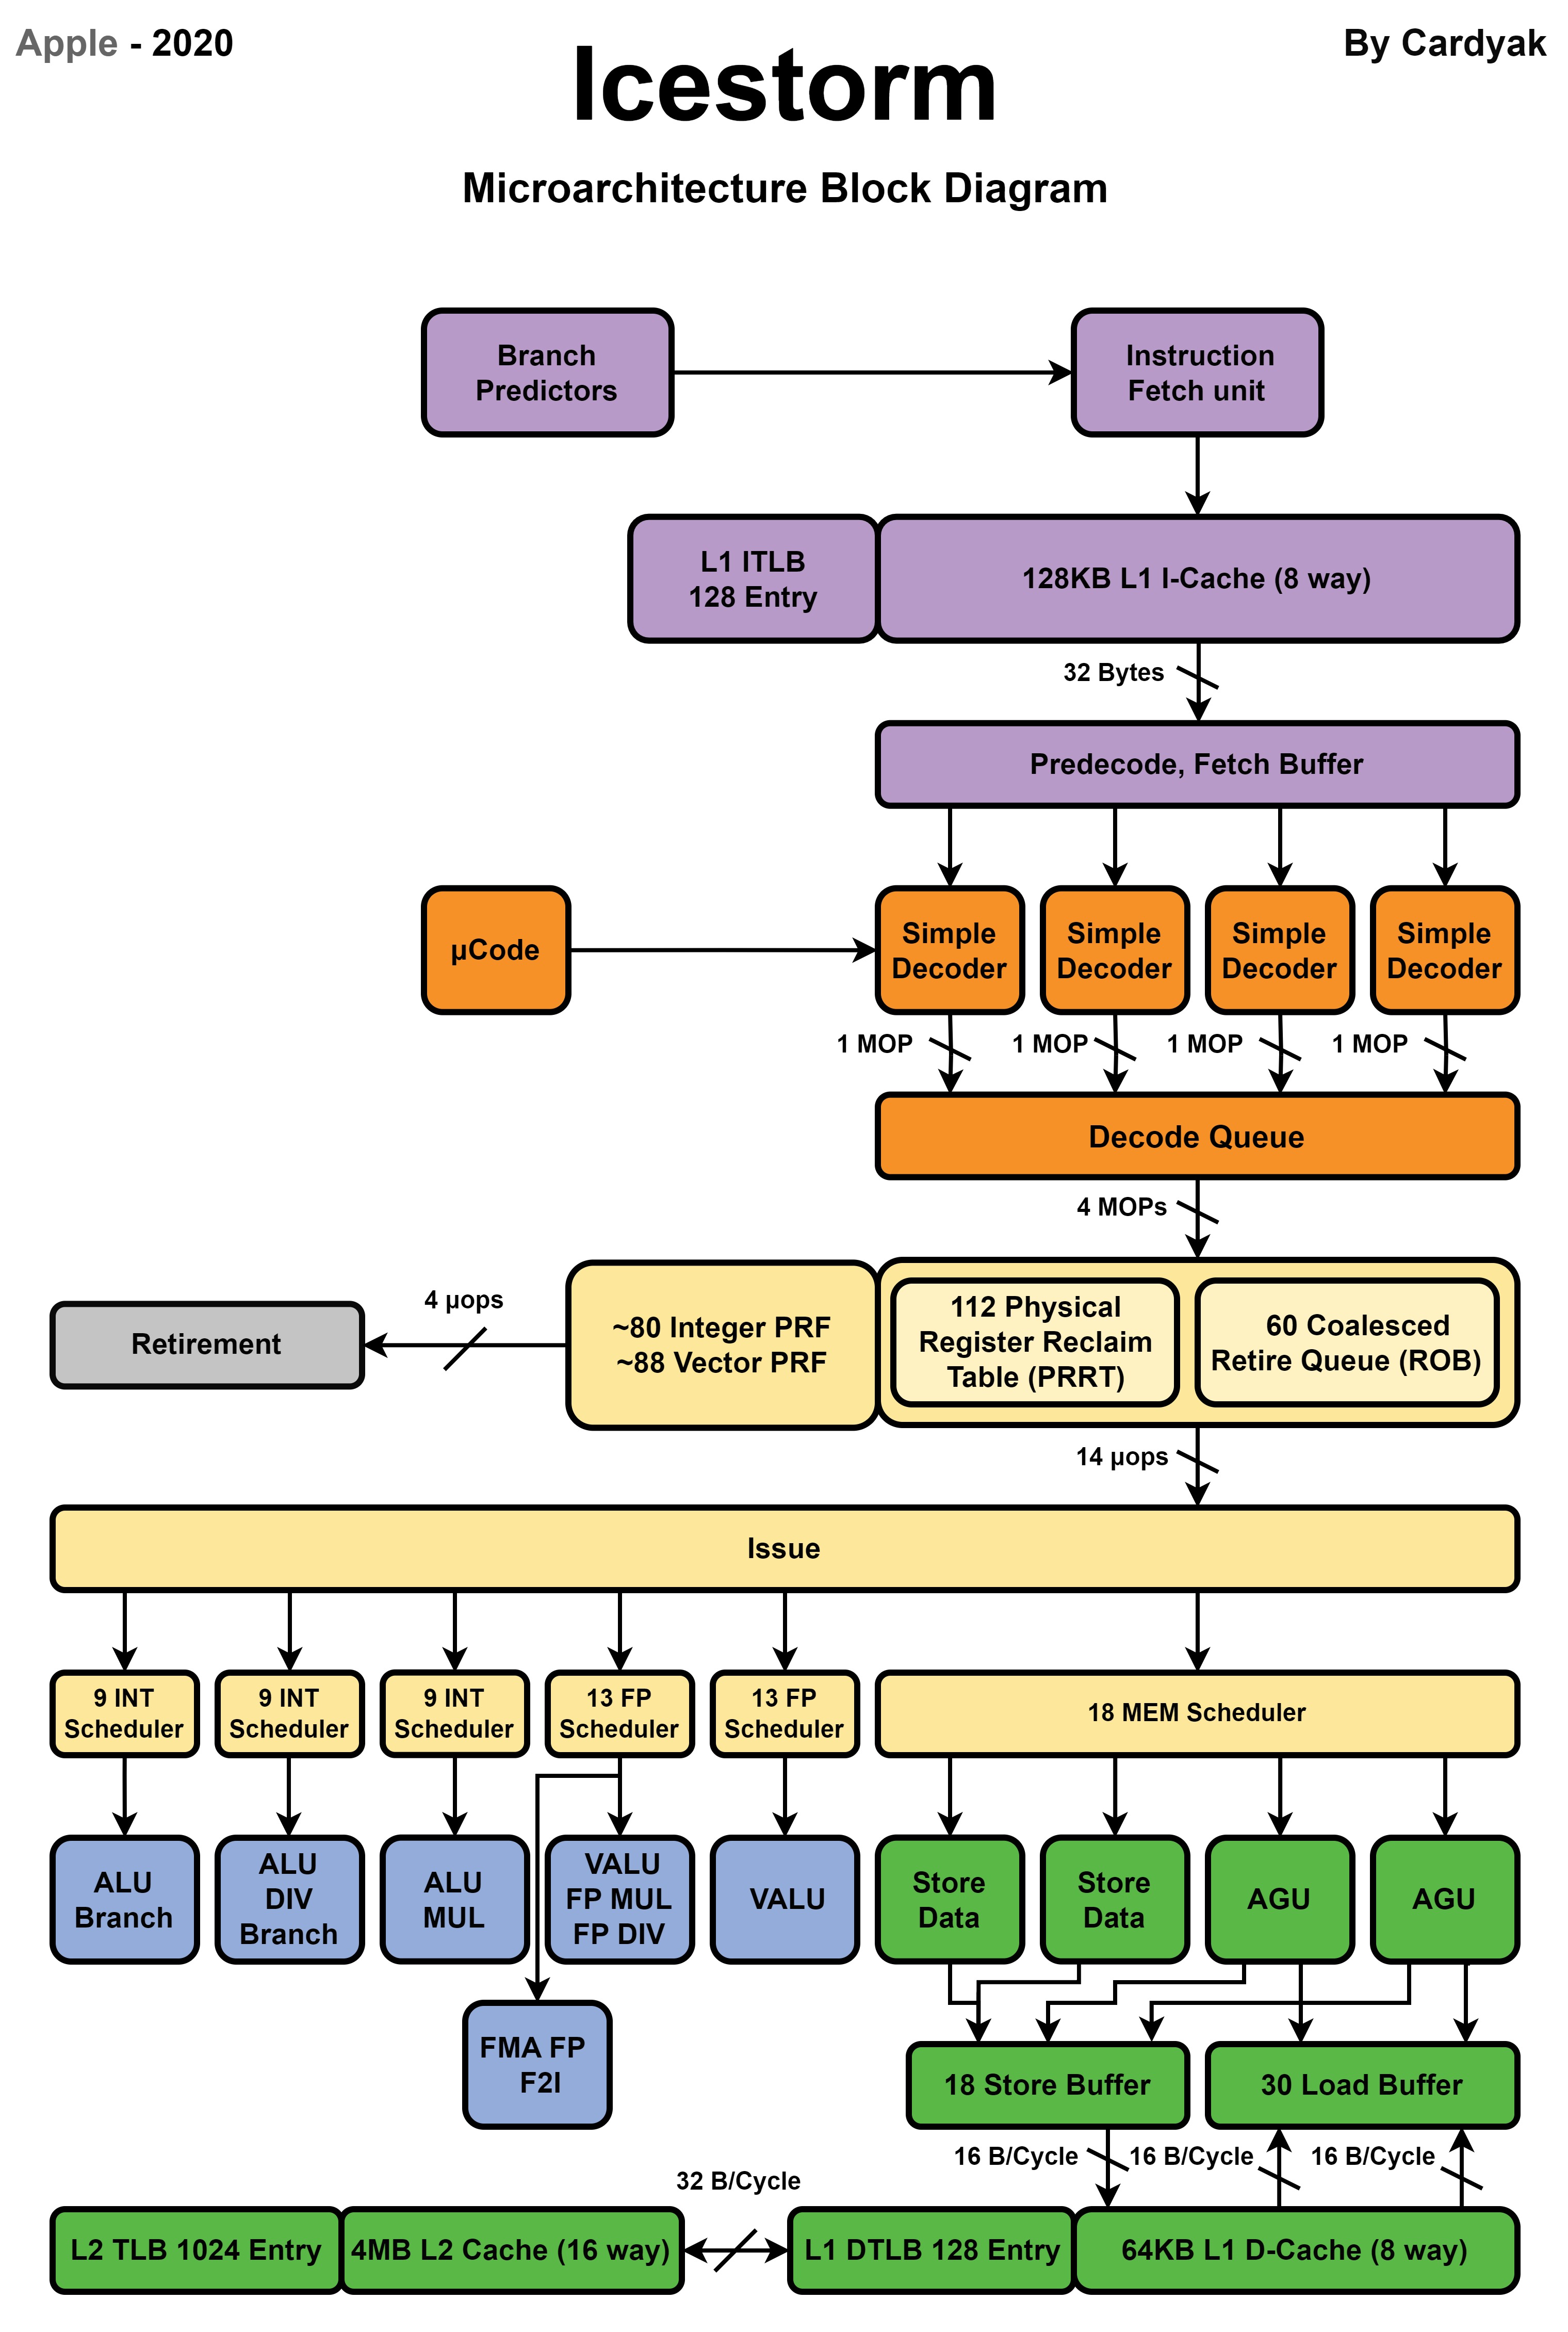 Apple - 2020
By Cardyak
Icestorm
Microarchitecture Block Diagram
Branch
Predictors
Instruction
Fetch unit
L1 ITLB
128 Entry
128KB L1 I-Cache (8 way)
32 Bytes
Predecode, Fetch Buffer
µCode
Simple
Decoder
Simple
Decoder
Simple
Decoder
Simple
Decoder
1 MOP
1 MOP
1 MOP
1 MOP
Decode Queue
4 MOPs
Retirement
4 µops
~80 Integer PRF
~88 Vector PRF
112 Physical
Register Reclaim
Table (PRRT)
60 Coalesced
Retire Queue (ROB)
14 µops
Issue
9 INT
Scheduler
9 INT
Scheduler
9 INT
Scheduler
13 FP
Scheduler
13 FP
Scheduler
18 MEM Scheduler
ALU
Branch
ALU
DIV
Branch
ALU
MUL
VALU
FP MUL
FP DIV
VALU
Store
Data
Store
Data
AGU
AGU
FMA FP
F2I
18 Store Buffer
30 Load Buffer
16 B/Cycle
16 B/Cycle
16 B/Cycle
32 B/Cycle
L2 TLB 1024 Entry
4MB L2 Cache (16 way)
L1 DTLB 128 Entry
64KB L1 D-Cache (8 way)